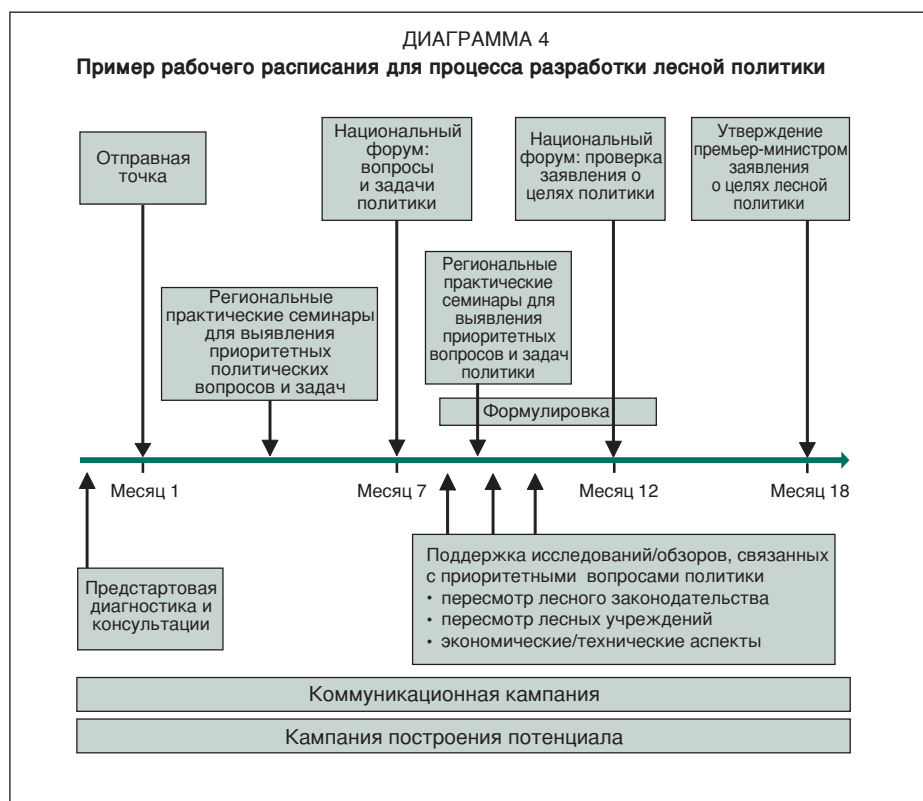 ДИАГРАММА 4
Пример рабочего расписания для процесса разработки лесной политики
Отправная
точка
Национальный
форум:
вопросы
и задачи
политики
Национальный
форум: проверка
заявления о
целях политики
Утверждение
премьер-министром
заявления
о целях лесной
политики
Региональные
практические семинары
для выявления
приоритетных
политических
вопросов и задач
Региональные
практические
семинары для
выявления
приоритетных
вопросов и задач
политики
Формулировка
Месяц 1
Месяц 7
Месяц 12
Месяц 18
Предстартовая
диагностика и
консультации
Поддержка исследований/обзоров, связанных
с приоритетными вопросами политики
• пересмотр лесного законодательства
• пересмотр лесных учреждений
• экономические/технические аспекты
Коммуникационная кампания
Кампания построения потенциала